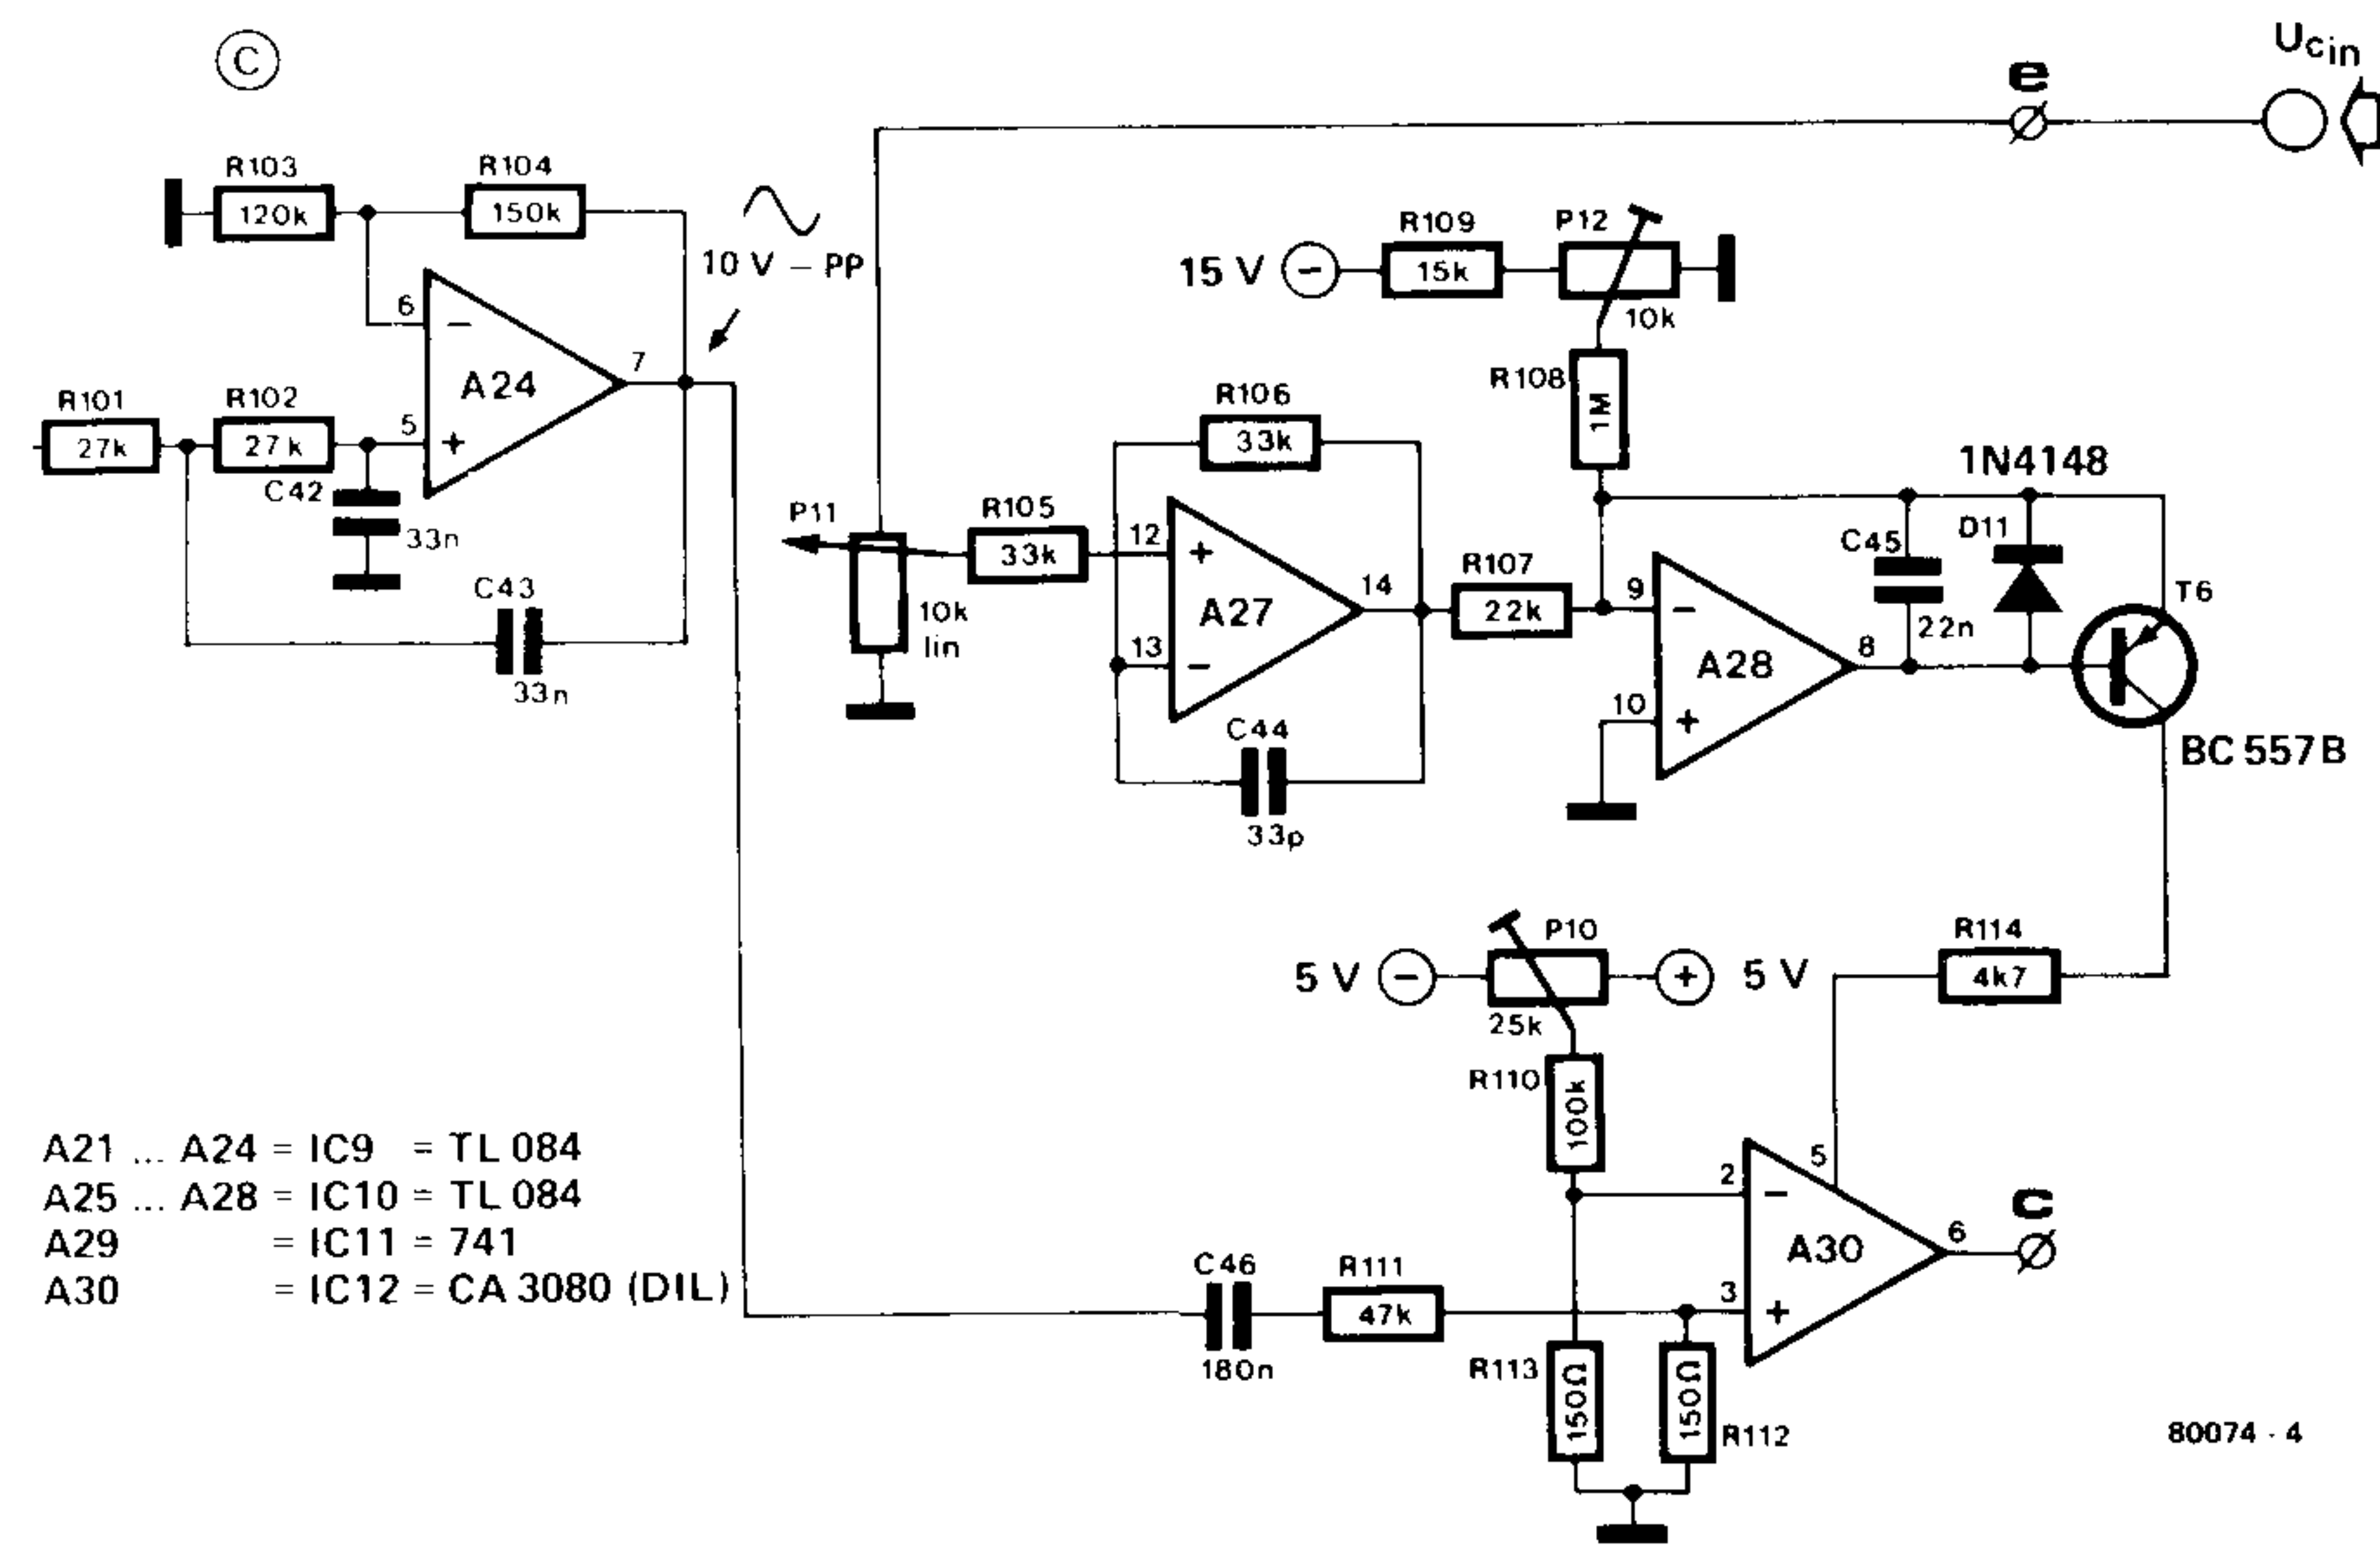 C
Ucin
e
R103
120k
R104
150k
10 V – PP
6
–
A24
7
5
+
R101
27k
R102
27k
C42
33n
C43
33n
15 V
–
R109
15k
P12
10k
R108
1M
R106
33k
P11
10k
lin
R105
33k
12
+
A27
14
13
–
C44
33p
R107
22k
9
–
A28
8
10
+
1N4148
D11
C45
22n
T6
BC 557B
5 V
–
P10
25k
+
5 V
R114
4k7
R110
100k
2
–
5
A30
6
c
3
+
C46
180n
R111
47k
R113
150Ω
150Ω
R112
A21 ... A24 = IC9 = TL 084
A25 ... A28 = IC10 = TL 084
A29 = IC11 = 741
A30 = IC12 = CA 3080 (DIL)
80074 - 4